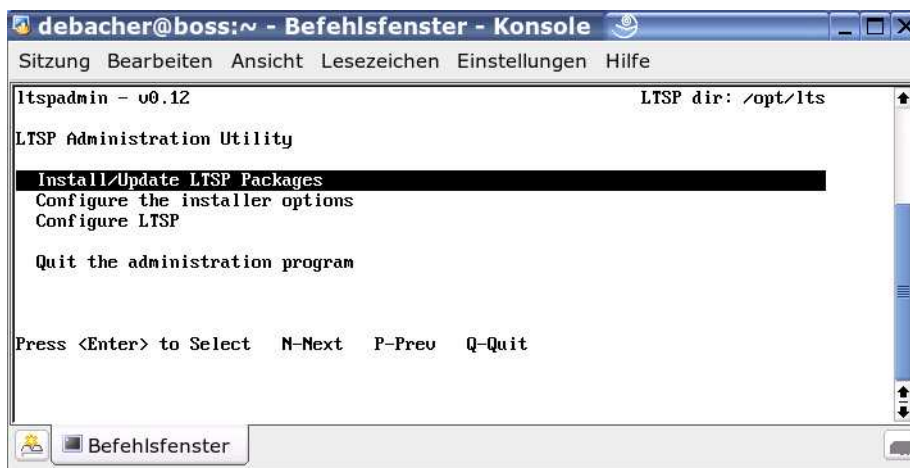 debacher@boss:~ - Befehlsfenster - Konsole
Sitzung Bearbeiten Ansicht Lesezeichen Einstellungen Hilfe
ltspadmin - v0.12 LTSP dir: /opt/lts
LTSP Administration Utility
Install/Update LTSP Packages
Configure the installer options
Configure LTSP
Quit the administration program
Press <Enter> to Select N-Next P-Prev Q-Quit
Befehlsfenster